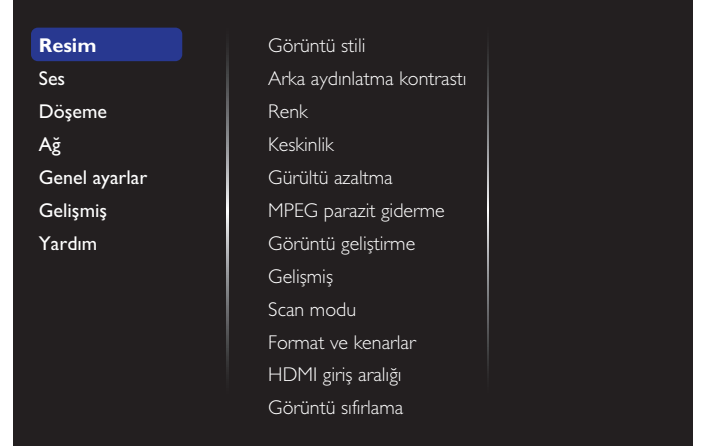 Resim
Ses
Döşeme
Ağ
Genel ayarlar
Gelişmiş
Yardım
Görüntü stili
Arka aydınlatma kontrastı
Renk
Keskinlik
Gürültü azaltma
MPEG parazit giderme
Görüntü geliştirme
Gelişmiş
Scan modu
Format ve kenarlar
HDMI giriş aralığı
Görüntü sıfırlama